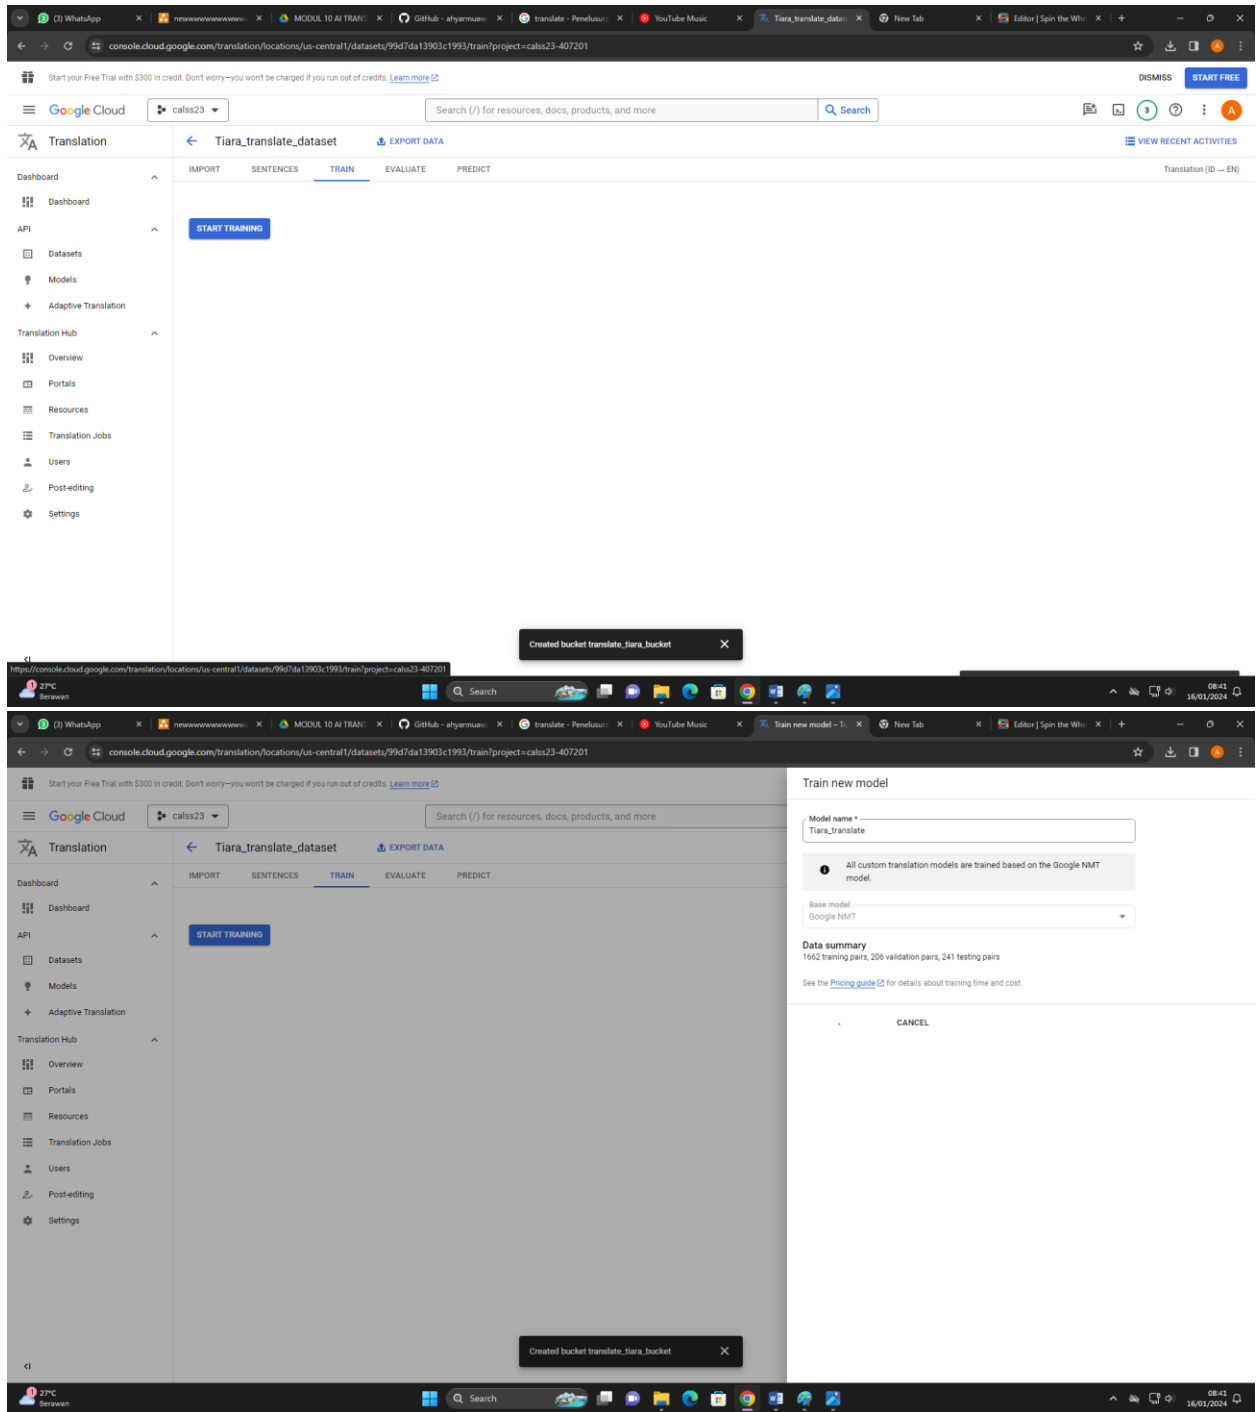 (3) WhatsApp
newwwwwwwwwww
MODUL 10 AI TRANS
GitHub - ahyarmuaw
translate - Penelusur
YouTube Music
Tiara_translate_datas
New Tab
Editor | Spin the Whe
console.cloud.google.com/translation/locations/us-central1/datasets/99d7da13903c1993/train?project=calss23-407201
Start your Free Trial with $300 in credit. Don't worry—you won't be charged if you run out of credits. Learn more
DISMISS
START FREE
Google Cloud
calss23
Search (/) for resources, docs, products, and more
Search
3
A
Translation
Tiara_translate_dataset
EXPORT DATA
VIEW RECENT ACTIVITIES
IMPORT SENTENCES TRAIN EVALUATE PREDICT
Translation (ID → EN)
Dashboard
Dashboard
START TRAINING
API
Datasets
Models
Adaptive Translation
Translation Hub
Overview
Portals
Resources
Translation Jobs
Users
Post-editing
Settings
Created bucket translate_tiara_bucket
https://console.cloud.google.com/translation/locations/us-central1/datasets/99d7da13903c1993/train?project=calss23-407201
1
27°C
Berawan
Search
08:41
16/01/2024
(3) WhatsApp
newwwwwwwwwww
MODUL 10 AI TRANS
GitHub - ahyarmuaw
translate - Penelusur
YouTube Music
Train new model – Tr
New Tab
Editor | Spin the Whe
console.cloud.google.com/translation/locations/us-central1/datasets/99d7da13903c1993/train?project=calss23-407201
Start your Free Trial with $300 in credit. Don't worry—you won't be charged if you run out of credits. Learn more
Google Cloud
calss23
Search (/) for resources, docs, products, and more
Translation
Tiara_translate_dataset
EXPORT DATA
IMPORT SENTENCES TRAIN EVALUATE PREDICT
Dashboard
Dashboard
START TRAINING
API
Datasets
Models
Adaptive Translation
Translation Hub
Overview
Portals
Resources
Translation Jobs
Users
Post-editing
Settings
Train new model
Model name *
Tiara_translate
All custom translation models are trained based on the Google NMT
model.
Base model
Google NMT
Data summary
1662 training pairs, 206 validation pairs, 241 testing pairs
See the Pricing guide for details about training time and cost.
CANCEL
Created bucket translate_tiara_bucket
1
27°C
Berawan
Search
08:41
16/01/2024